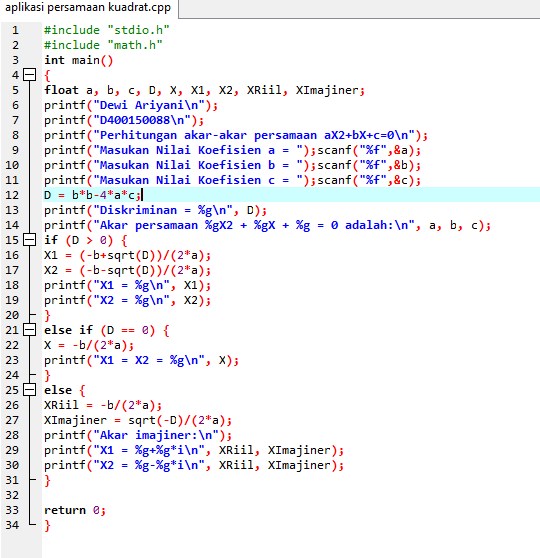 aplikasi persamaan kuadrat.cpp
1 #include "stdio.h"
2 #include "math.h"
3 int main()
4 {
5 float a, b, c, D, X, X1, X2, XRiil, XImajiner;
6 printf("Dewi Ariyani\n");
7 printf("D400150088\n");
8 printf("Perhitungan akar-akar persamaan aX2+bX+c=0\n");
9 printf("Masukan Nilai Koefisien a = ");scanf("%f",&a);
10 printf("Masukan Nilai Koefisien b = ");scanf("%f",&b);
11 printf("Masukan Nilai Koefisien c = ");scanf("%f",&c);
12 D = b*b-4*a*c;
13 printf("Diskriminan = %g\n", D);
14 printf("Akar persamaan %gX2 + %gX + %g = 0 adalah:\n", a, b, c);
15 if (D > 0) {
16 X1 = (-b+sqrt(D))/(2*a);
17 X2 = (-b-sqrt(D))/(2*a);
18 printf("X1 = %g\n", X1);
19 printf("X2 = %g\n", X2);
20 }
21 else if (D == 0) {
22 X = -b/(2*a);
23 printf("X1 = X2 = %g\n", X);
24 }
25 else {
26 XRiil = -b/(2*a);
27 XImajiner = sqrt(-D)/(2*a);
28 printf("Akar imajiner:\n");
29 printf("X1 = %g+%g*i\n", XRiil, XImajiner);
30 printf("X2 = %g-%g*i\n", XRiil, XImajiner);
31 }
32
33 return 0;
34 }